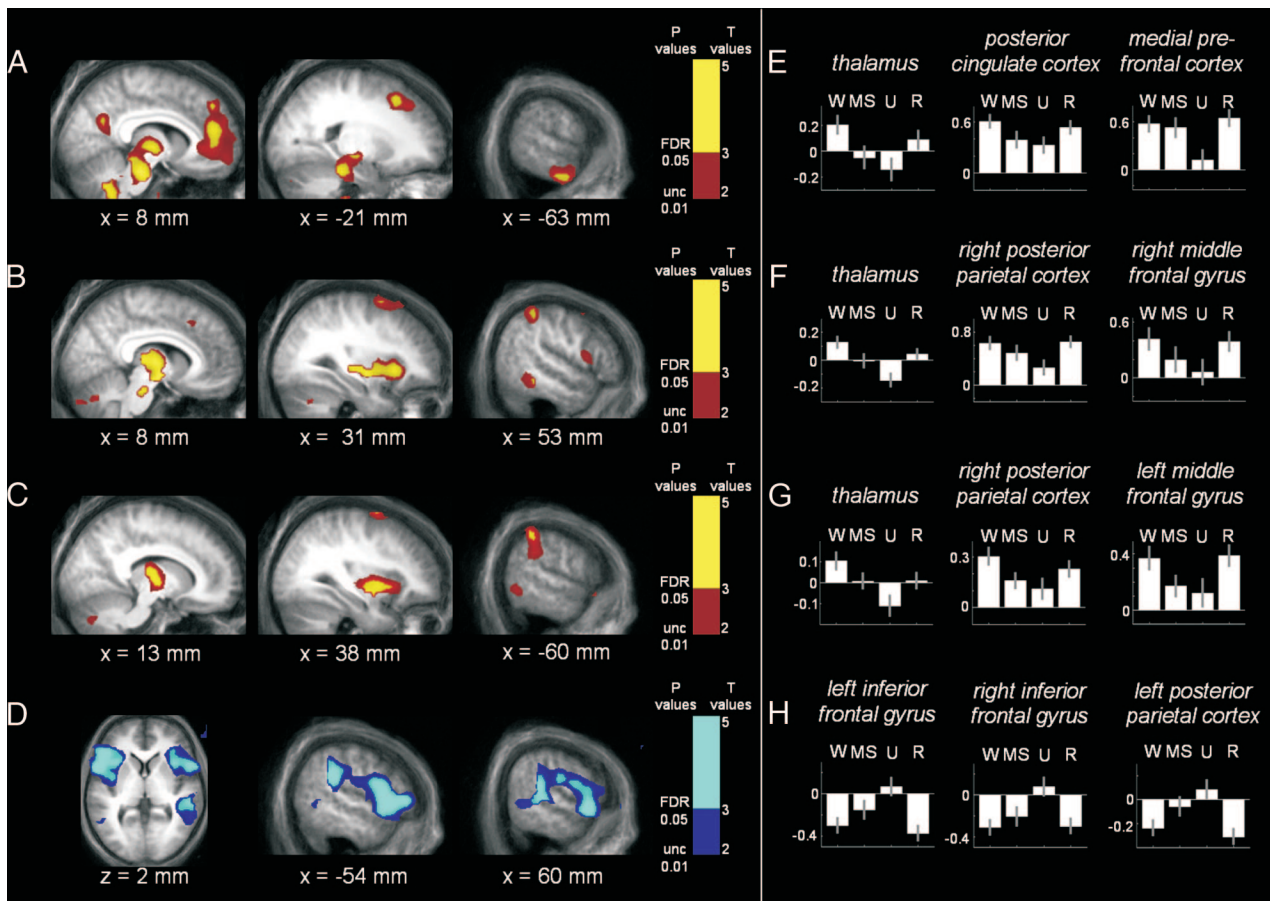 A
P values
T values
5
FDR 0.05
3
unc 0.01
2
x = 8 mm
x = -21 mm
x = -63 mm
B
P values
T values
5
FDR 0.05
3
unc 0.01
2
x = 8 mm
x = 31 mm
x = 53 mm
C
P values
T values
5
FDR 0.05
3
unc 0.01
2
x = 13 mm
x = 38 mm
x = -60 mm
D
P values
T values
5
FDR 0.05
3
unc 0.01
2
z = 2 mm
x = -54 mm
x = 60 mm
E
thalamus
W MS U R
0.2
0
-0.2
posterior
cingulate cortex
W MS U R
0.6
0
medial pre-
frontal cortex
W MS U R
0.6
0
F
thalamus
W MS U R
0.2
0
-0.2
right posterior
parietal cortex
W MS U R
0.8
0
right middle
frontal gyrus
W MS U R
0
G
thalamus
W MS U R
0.1
0
-0.1
right posterior
parietal cortex
W MS U R
0.3
0
left middle
frontal gyrus
W MS U R
0.4
0
H
left inferior
frontal gyrus
W MS U R
0
-0.4
right inferior
frontal gyrus
W MS U R
0
-0.4
left posterior
parietal cortex
W MS U R
0
-0.2